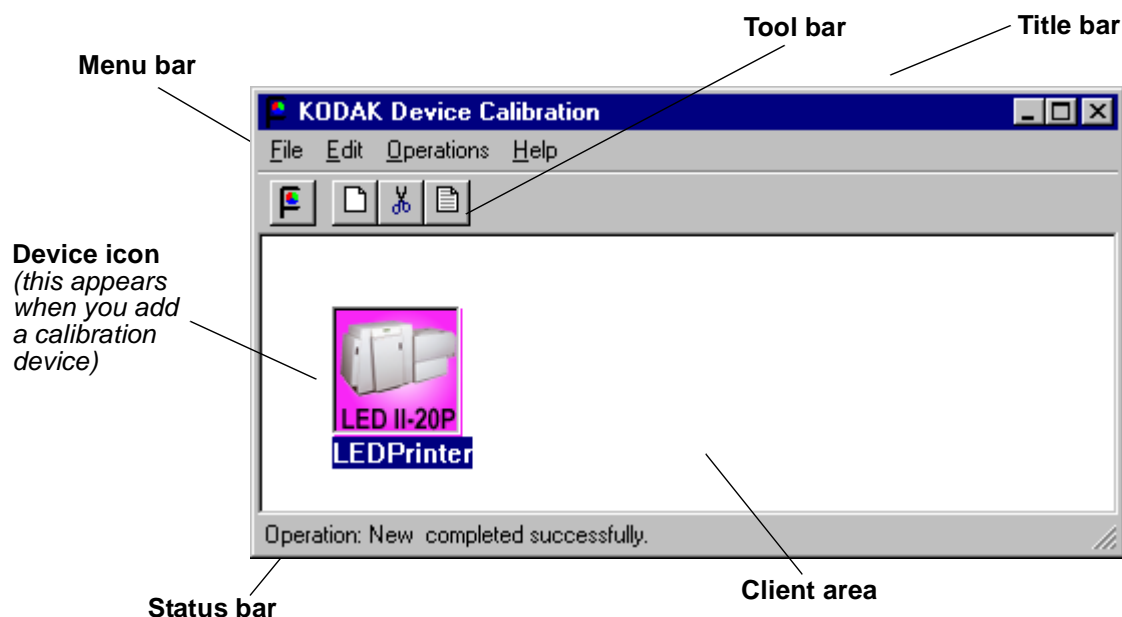 Tool bar
Title bar
Menu bar
KODAK Device Calibration
File Edit Operations Help
Device icon
(this appears
when you add
a calibration
device)
LED II-20P
LEDPrinter
Operation: New  completed successfully.
Client area
Status bar